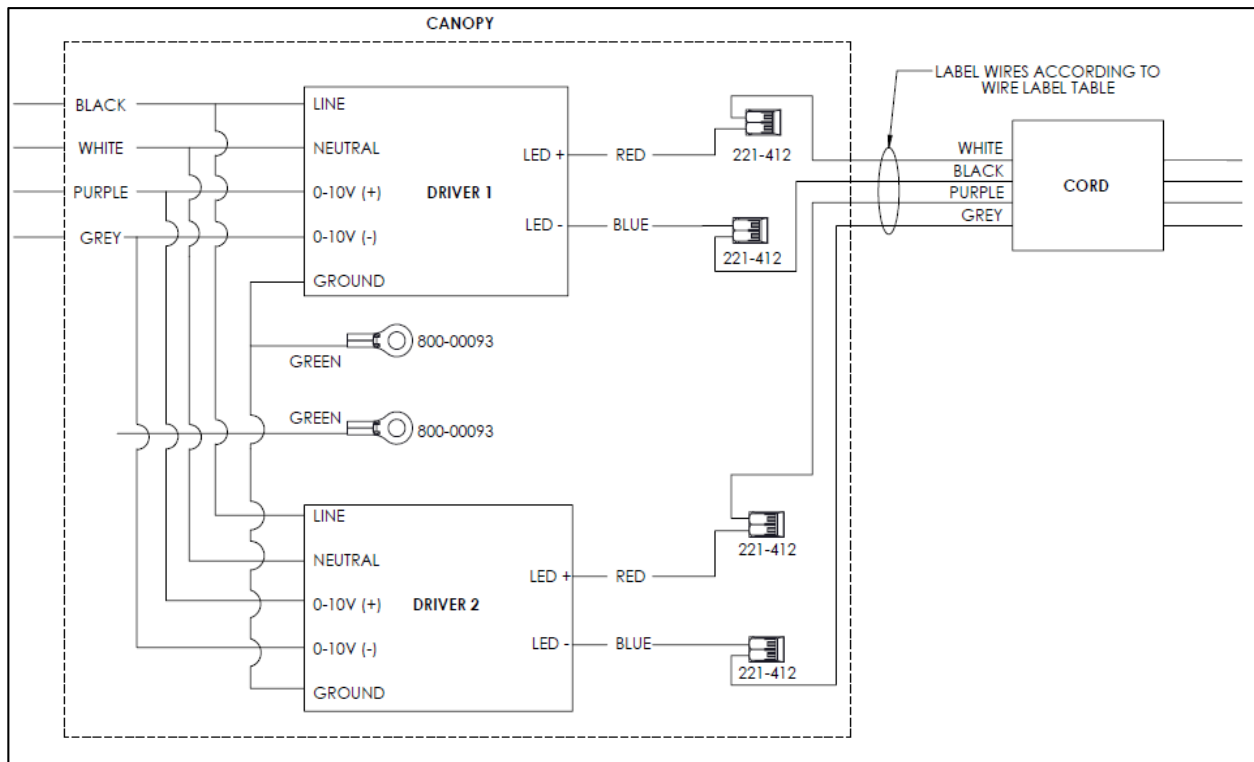 CANOPY
LABEL WIRES ACCORDING TO
WIRE LABEL TABLE
BLACK
WHITE
PURPLE
GREY
LINE
NEUTRAL
0-10V (+)
0-10V (-)
GROUND
DRIVER 1
LED +
LED -
RED
BLUE
221-412
221-412
WHITE
BLACK
PURPLE
GREY
CORD
GREEN
800-00093
GREEN
800-00093
LINE
NEUTRAL
0-10V (+)
0-10V (-)
GROUND
DRIVER 2
LED +
LED -
RED
BLUE
221-412
221-412